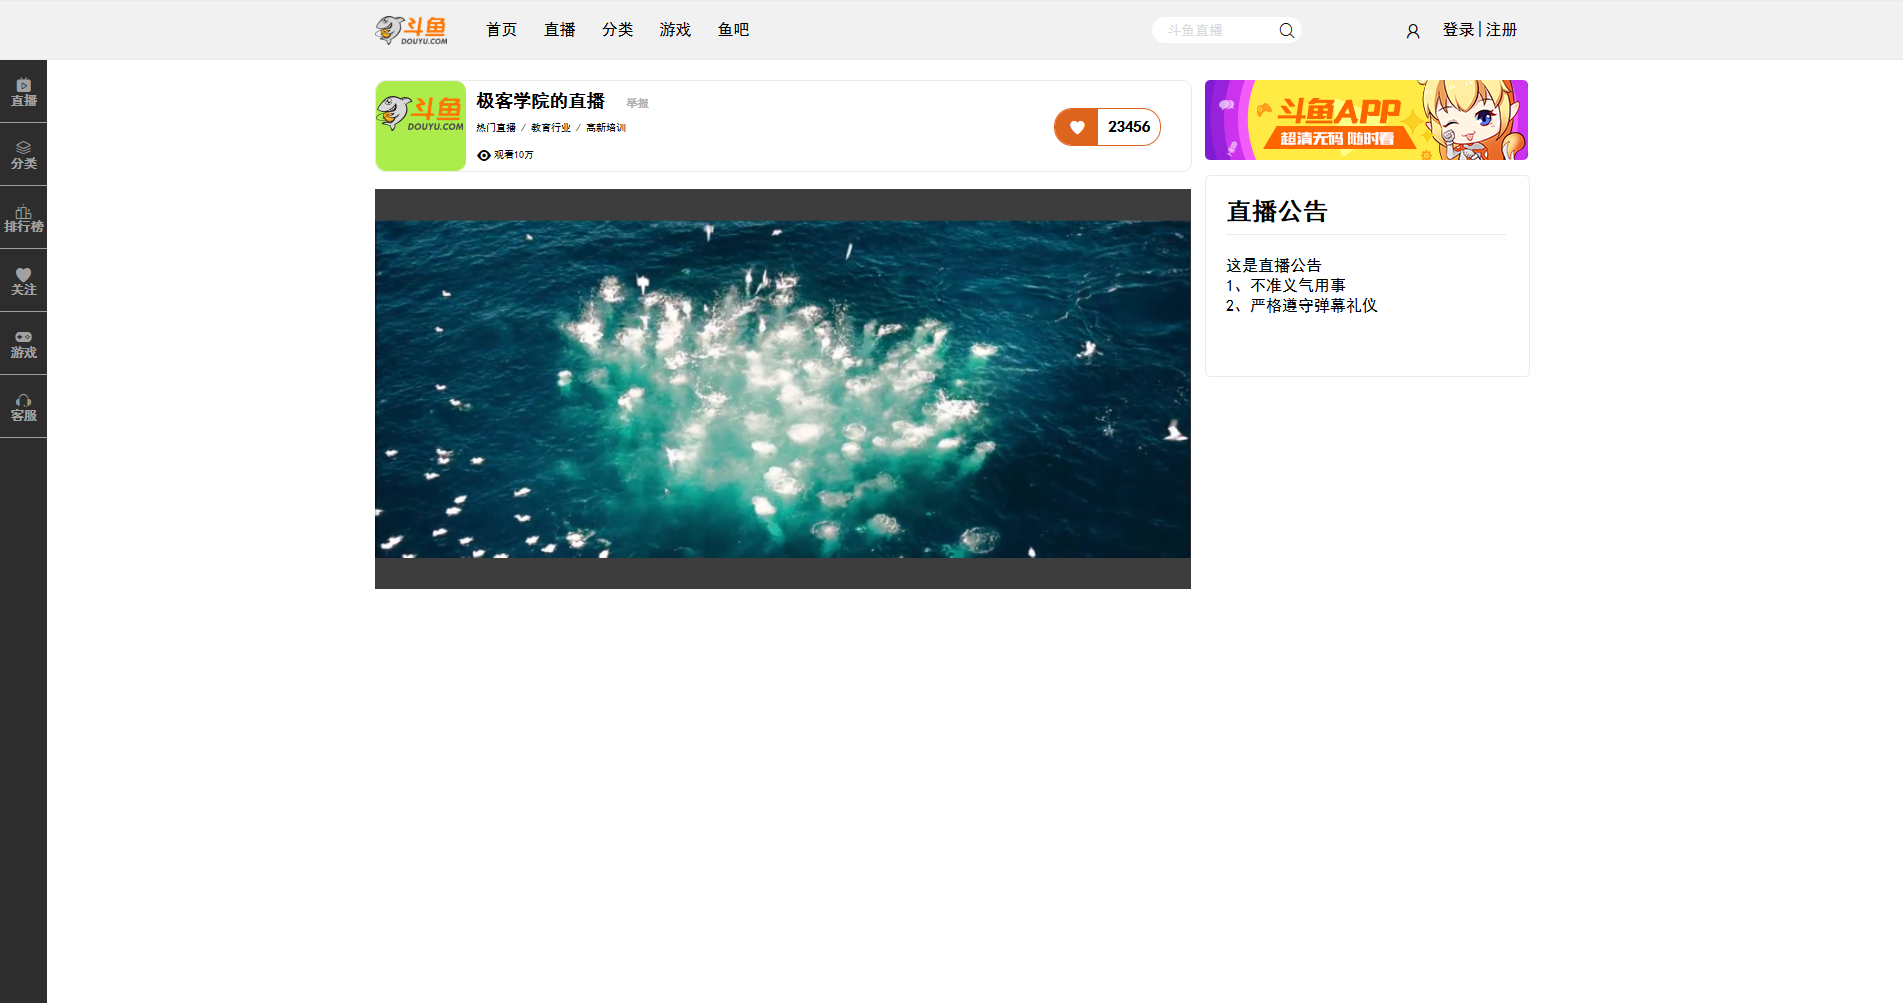 斗鱼
DOUYU.COM
首页 直播 分类 游戏 鱼吧
斗鱼直播
登录 | 注册
直播
分类
排行榜
关注
游戏
客服
斗鱼
DOUYU.COM
极客学院的直播 举报
热门直播 / 教育行业 / 高新培训
观看10万
23456
斗鱼APP
超清无码 随时看
直播公告
这是直播公告
1、不准义气用事
2、严格遵守弹幕礼仪